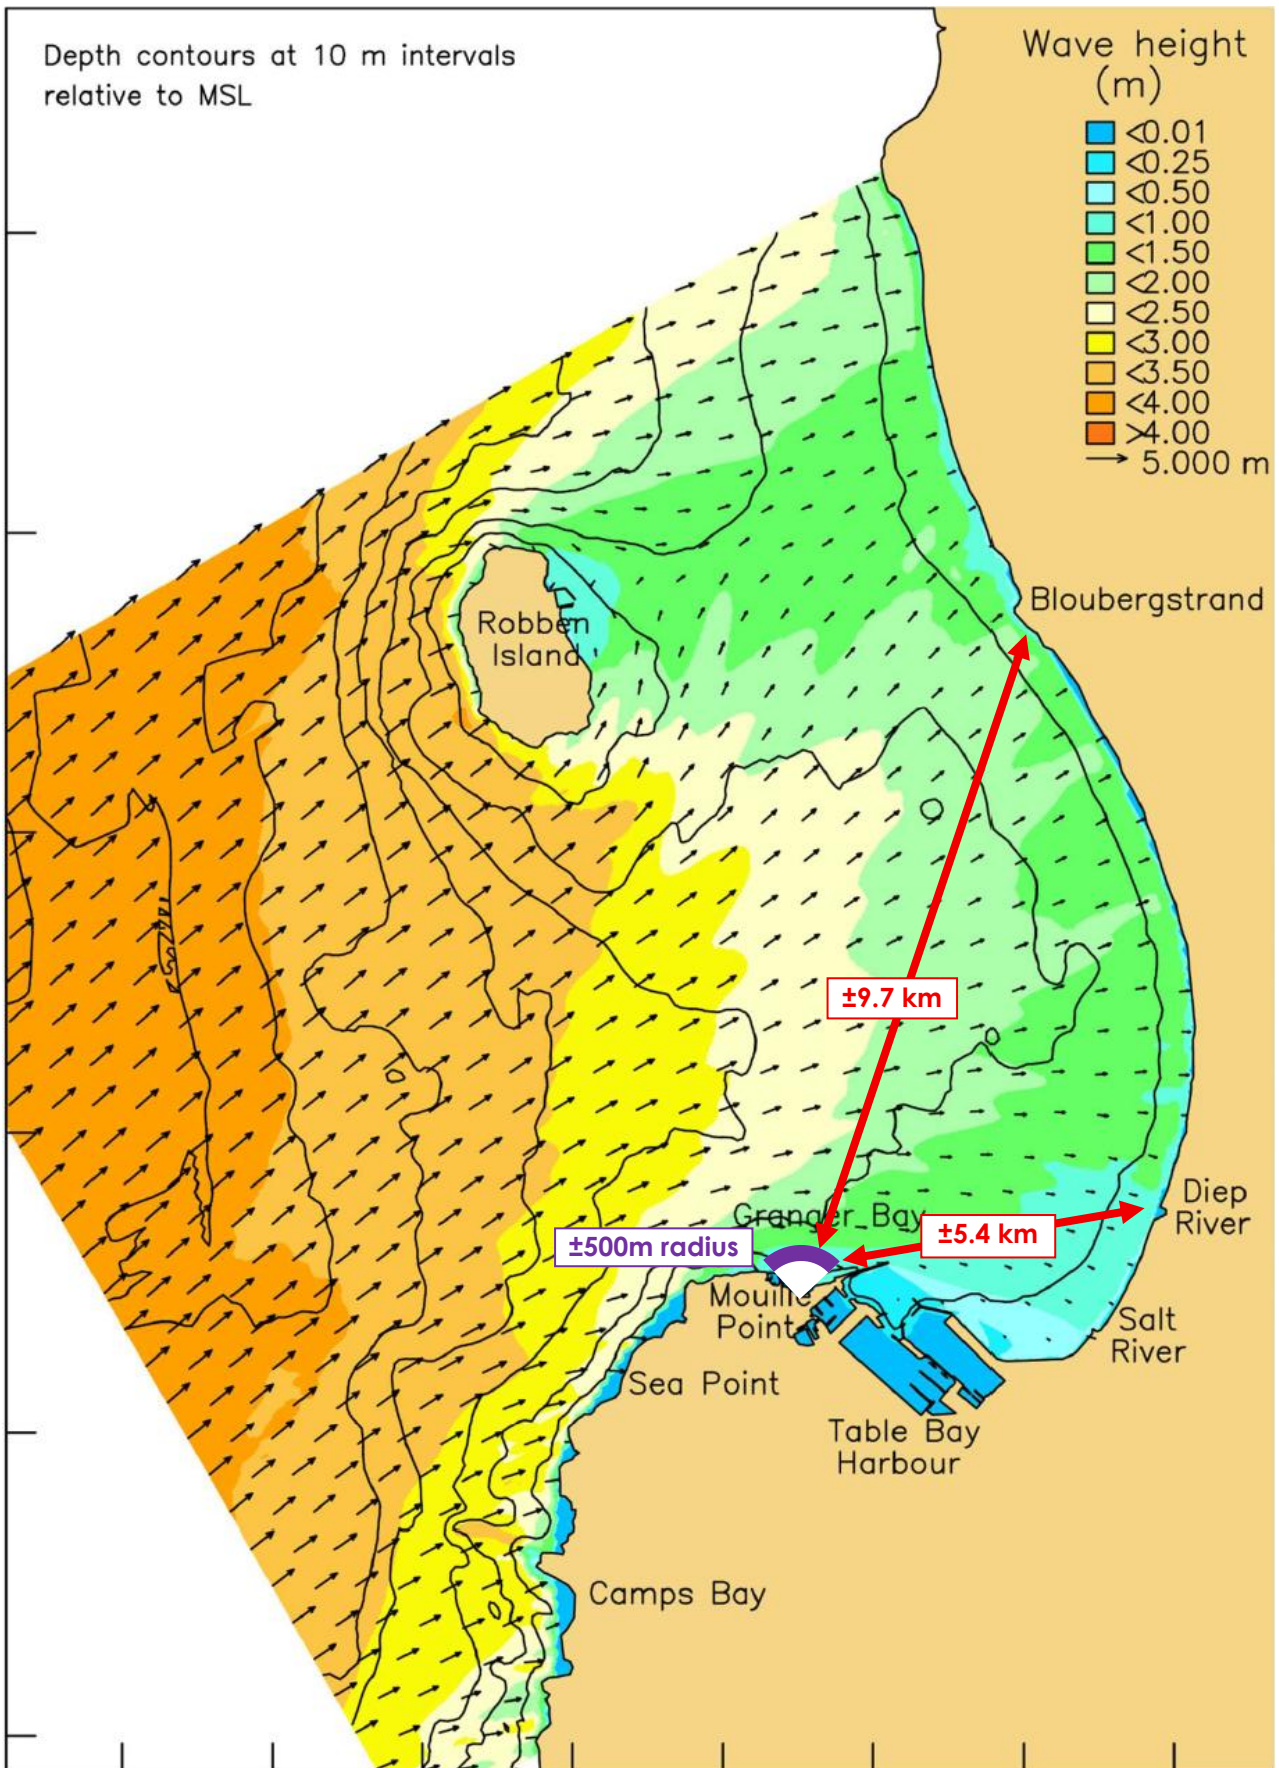 Depth contours at 10 m intervals
relative to MSL
Wave height
(m)
<0.01
<0.25
<0.50
<1.00
<1.50
<2.00
<2.50
<3.00
<3.50
<4.00
>4.00
5.000 m
Bloubergstrand
Robben
Island
±9.7 km
Diep
River
Granger Bay
±5.4 km
±500m radius
Mouille
Point
Salt
River
Sea Point
Table Bay
Harbour
Camps Bay